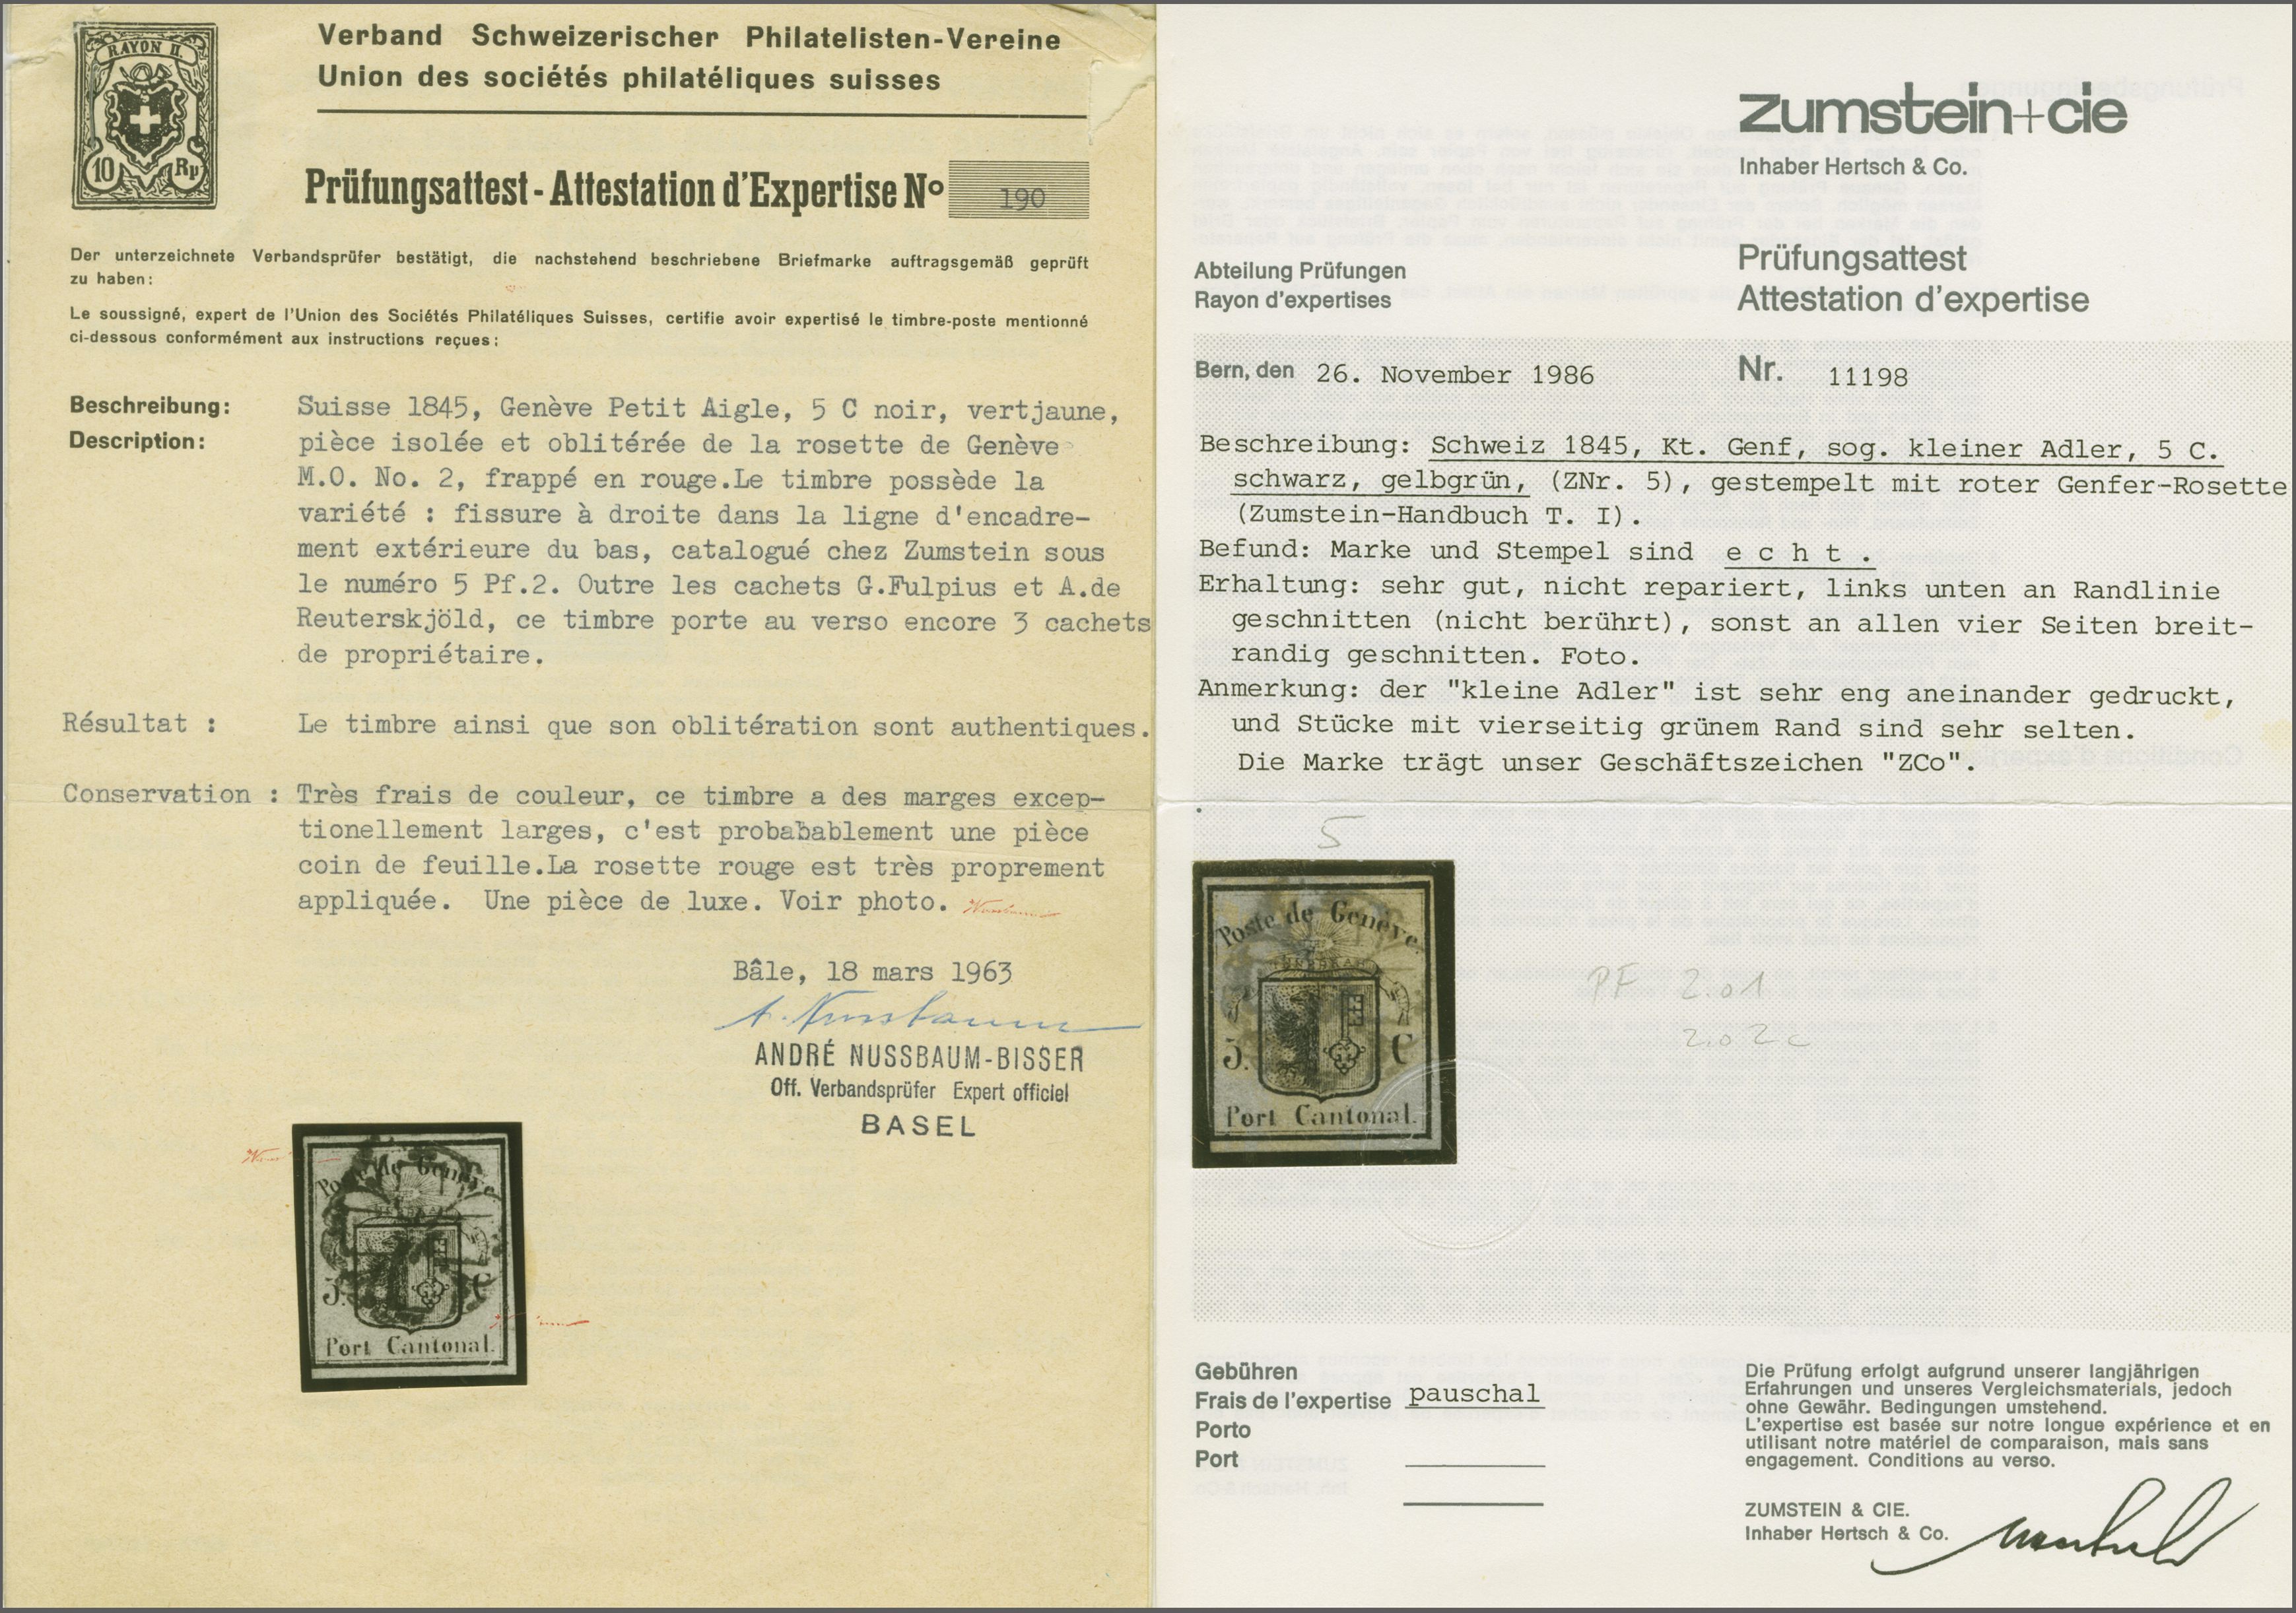 RAYON II.
10 Rp
Verband Schweizerischer Philatelisten-Vereine
Union des sociétés philatéliques suisses
Prüfungsattest - Attestation d'Expertise No 190
Der unterzeichnete Verbandsprüfer bestätigt, die nachstehend beschriebene Briefmarke auftragsgemäß geprüft
zu haben:
Le soussigné, expert de l'Union des Sociétés Philatéliques Suisses, certifie avoir expertisé le timbre-poste mentionné
ci-dessous conformément aux instructions reçues:
Beschreibung: Suisse 1845, Genève Petit Aigle, 5 C noir, vertjaune,
Description: pièce isolée et oblitérée de la rosette de Genève
M.O. No. 2, frappé en rouge.Le timbre possède la
variété : fissure à droite dans la ligne d'encadre-
ment extérieure du bas, catalogué chez Zumstein sous
le numéro 5 Pf.2. Outre les cachets G.Fulpius et A.de
Reuterskjöld, ce timbre porte au verso encore 3 cachets
de propriétaire.
Résultat : Le timbre ainsi que son oblitération sont authentiques.
Conservation : Très frais de couleur, ce timbre a des marges excep-
tionellement larges, c'est probabablement une pièce
coin de feuille.La rosette rouge est très proprement
appliquée. Une pièce de luxe. Voir photo.
Bâle, 18 mars 1963
A. Nussbaum
ANDRÉ NUSSBAUM-BISSER
Off. Verbandsprüfer Expert officiel
BASEL
Poste de Genève
5. C
Port Cantonal.
zumstein+cie
Inhaber Hertsch & Co.
Abteilung Prüfungen
Rayon d'expertises
Prüfungsattest
Attestation d'expertise
Bern, den 26. November 1986 Nr. 11198
Beschreibung: Schweiz 1845, Kt. Genf, sog. kleiner Adler, 5 C.
schwarz, gelbgrün, (ZNr. 5), gestempelt mit roter Genfer-Rosette
(Zumstein-Handbuch T. I).
Befund: Marke und Stempel sind e c h t .
Erhaltung: sehr gut, nicht repariert, links unten an Randlinie
geschnitten (nicht berührt), sonst an allen vier Seiten breit-
randig geschnitten. Foto.
Anmerkung: der "kleine Adler" ist sehr eng aneinander gedruckt,
und Stücke mit vierseitig grünem Rand sind sehr selten.
Die Marke trägt unser Geschäftszeichen "ZCo".
5
Poste de Genève
5. C
Port Cantonal.
PF 2.01
2.02c
Gebühren
Frais de l'expertise pauschal
Porto
Port
Die Prüfung erfolgt aufgrund unserer langjährigen
Erfahrungen und unseres Vergleichsmaterials, jedoch
ohne Gewähr. Bedingungen umstehend.
L'expertise est basée sur notre longue expérience et en
utilisant notre matériel de comparaison, mais sans
engagement. Conditions au verso.
ZUMSTEIN & CIE.
Inhaber Hertsch & Co.